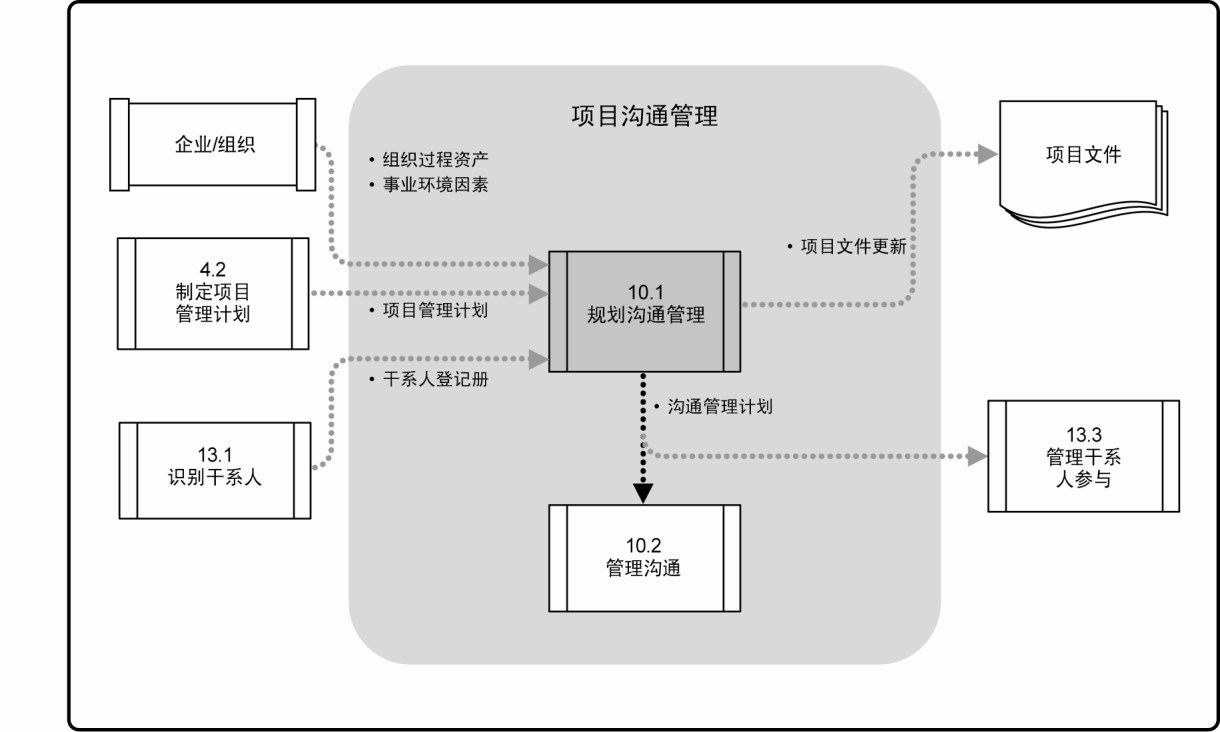 项目沟通管理
企业/组织
• 组织过程资产
• 事业环境因素
项目文件
4.2
制定项目
管理计划
• 项目管理计划
10.1
规划沟通管理
• 项目文件更新
• 干系人登记册
• 沟通管理计划
13.1
识别干系人
13.3
管理干系
人参与
10.2
管理沟通